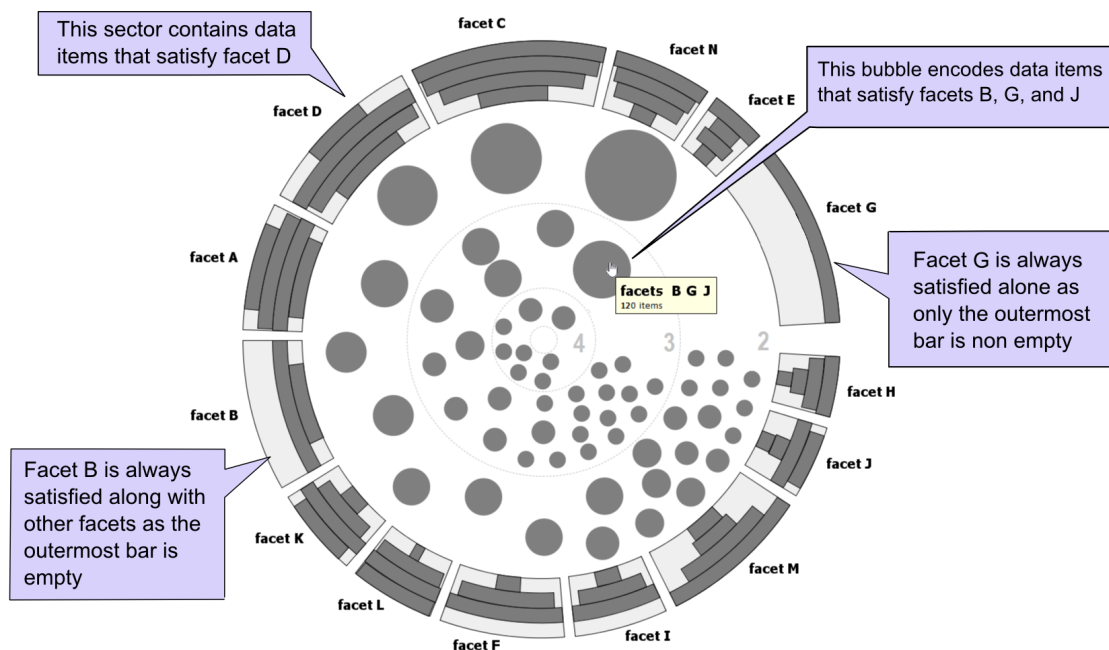 This sector contains data
items that satisfy facet D
facet C
facet N
facet E
This bubble encodes data items
that satisfy facets B, G, and J
facet D
facet G
facet A
Facet G is always
satisfied alone as
only the outermost
bar is non empty
facets B G J
120 items
4
3
2
facet H
facet B
facet J
Facet B is always
satisfied along with
other facets as the
outermost bar is
empty
facet K
facet M
facet L
facet F
facet I